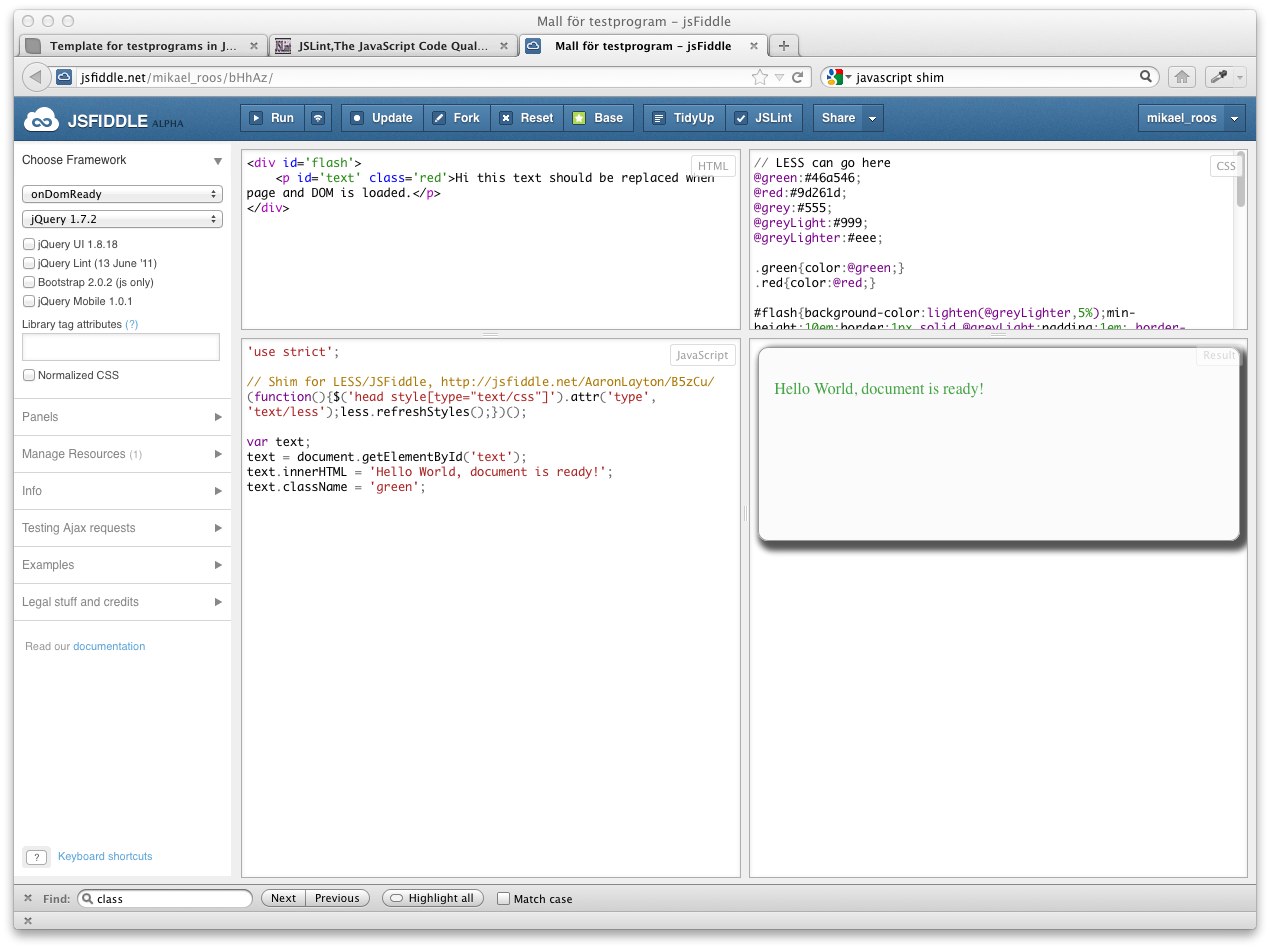 Mall för testprogram – jsFiddle
Template for testprograms in J...
JSLint,The JavaScript Code Qual...
Mall för testprogram – jsFiddle
jsfiddle.net/mikael_roos/bHhAz/
javascript shim
JSFIDDLE ALPHA
Run
Update
Fork
Reset
Base
TidyUp
JSLint
Share
mikael_roos
Choose Framework
onDomReady
jQuery 1.7.2
jQuery UI 1.8.18
jQuery Lint (13 June '11)
Bootstrap 2.0.2 (js only)
jQuery Mobile 1.0.1
Library tag attributes (?)
Normalized CSS
Panels
Manage Resources (1)
Info
Testing Ajax requests
Examples
Legal stuff and credits
Read our documentation
? Keyboard shortcuts
HTML
<div id='flash'>
    <p id='text' class='red'>Hi this text should be replaced when
page and DOM is loaded.</p>
</div>
CSS
// LESS can go here
@green:#46a546;
@red:#9d261d;
@grey:#555;
@greyLight:#999;
@greyLighter:#eee;
.green{color:@green;}
.red{color:@red;}
#flash{background-color:lighten(@greyLighter,5%);min-
height:10em;border:1px solid @greyLight;padding:1em; border-
JavaScript
'use strict';
// Shim for LESS/JSFiddle, http://jsfiddle.net/AaronLayton/B5zCu/
(function(){$('head style[type="text/css"]').attr('type',
'text/less');less.refreshStyles();})();
var text;
text = document.getElementById('text');
text.innerHTML = 'Hello World, document is ready!';
text.className = 'green';
Result
Hello World, document is ready!
Find: class
Next
Previous
Highlight all
Match case